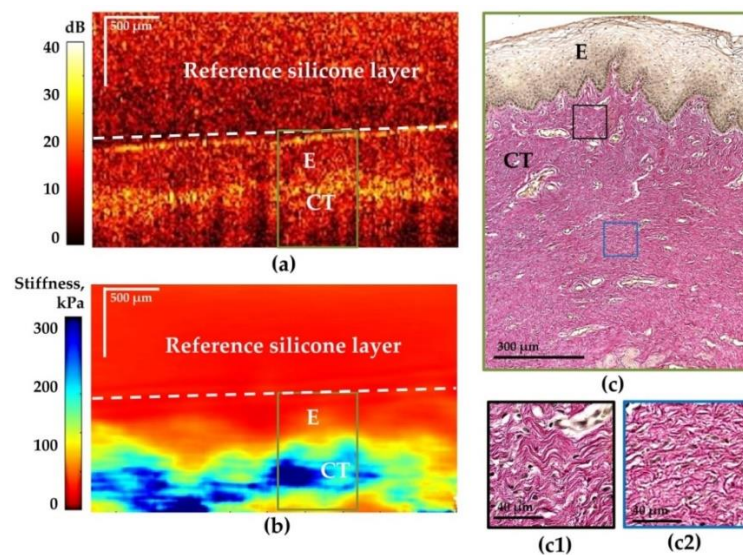 dB
40
30
20
10
0
500 μm
Reference silicone layer
E
CT
(a)
Stiffness,
kPa
300
200
100
0
500 μm
Reference silicone layer
E
CT
(b)
E
CT
300 μm
(c)
40 μm
(c1)
40 μm
(c2)